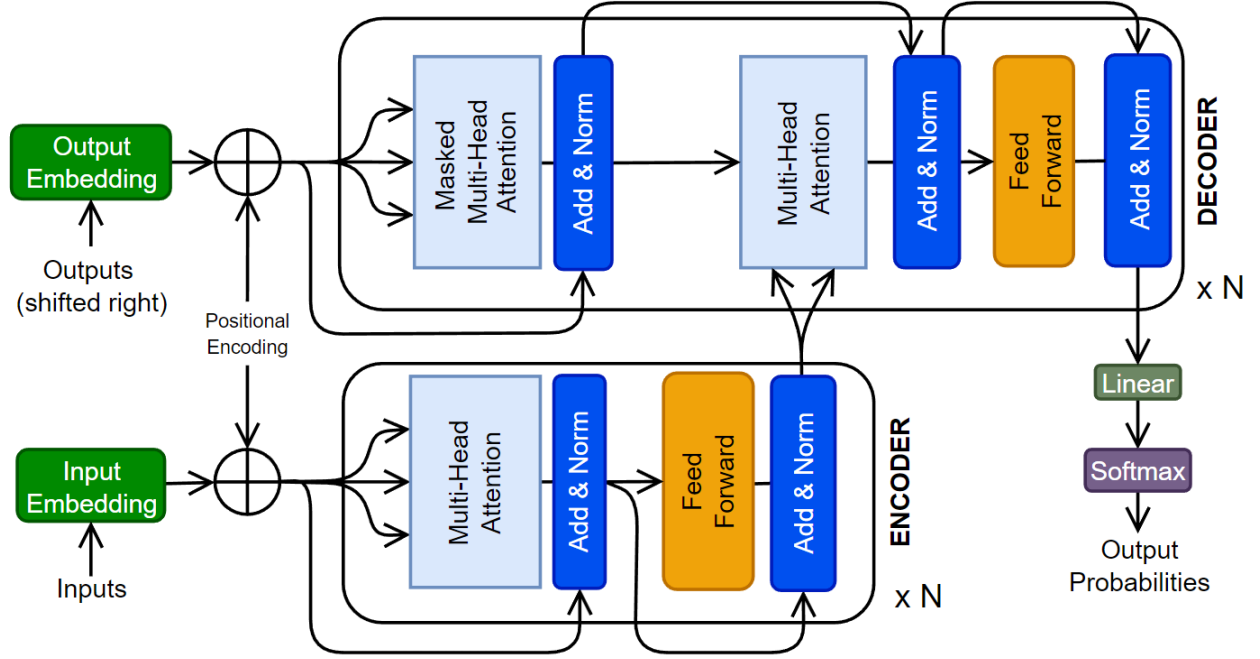 Output
Embedding
Outputs
(shifted right)
Positional
Encoding
Input
Embedding
Inputs
Masked
Multi-Head
Attention
Add & Norm
Multi-Head
Attention
Add & Norm
Feed
Forward
Add & Norm
DECODER
x N
Multi-Head
Attention
Add & Norm
Feed
Forward
Add & Norm
ENCODER
x N
Linear
Softmax
Output
Probabilities